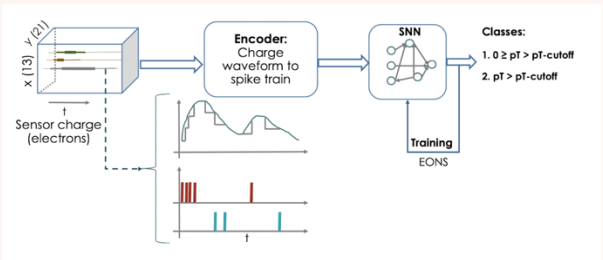 y (21)
x (13)
t
Sensor charge
(electrons)
Encoder:
Charge
waveform to
spike train
SNN
Classes:
1. 0 ≥ pT > pT-cutoff
2. pT > pT-cutoff
Training
EONS
t